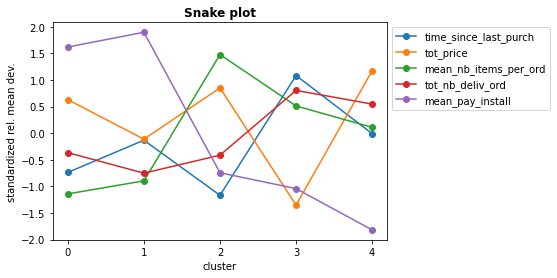 Snake plot
standardized rel. mean dev.
2.0
1.5
1.0
0.5
0.0
−0.5
−1.0
−1.5
−2.0
0 1 2 3 4
cluster
time_since_last_purch
tot_price
mean_nb_items_per_ord
tot_nb_deliv_ord
mean_pay_install